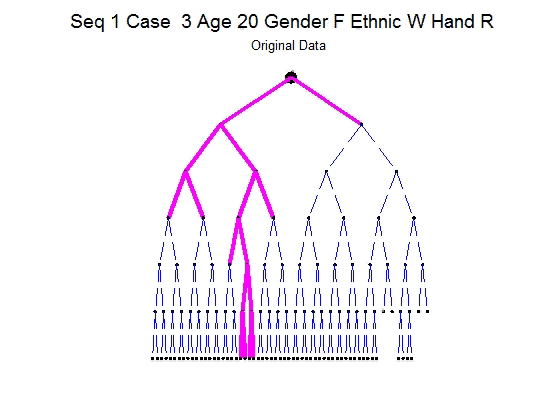 Seq 1 Case  3 Age 20 Gender F Ethnic W Hand R
Original Data